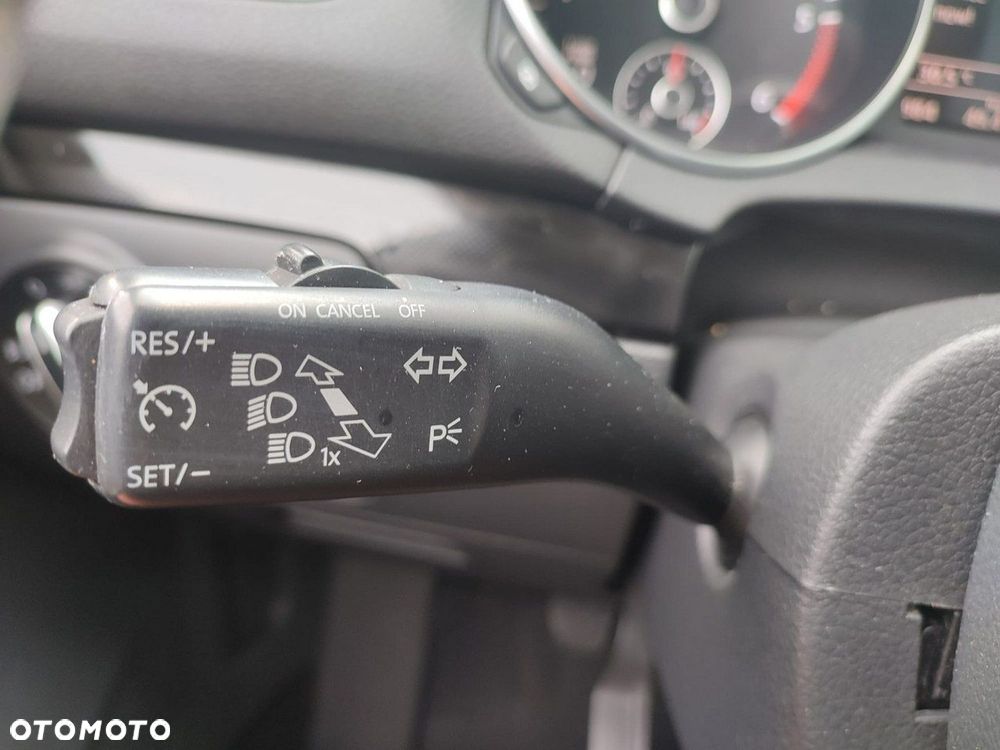 ON CANCEL OFF
RES/+
1x
P
SET/-
OTOMOTO